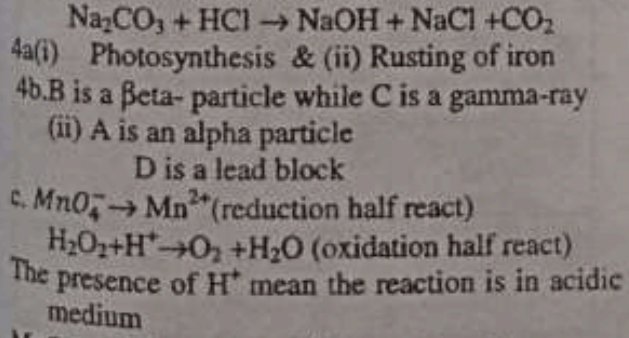 Na₂CO₃ + HCl → NaOH + NaCl +CO₂
4a(i) Photosynthesis & (ii) Rusting of iron
4b.B is a βeta- particle while C is a gamma-ray
(ii) A is an alpha particle
D is a lead block
c. MnO₄⁻→ Mn²⁺(reduction half react)
H₂O₂+H⁺→O₂ +H₂O (oxidation half react)
The presence of H⁺ mean the reaction is in acidic
medium